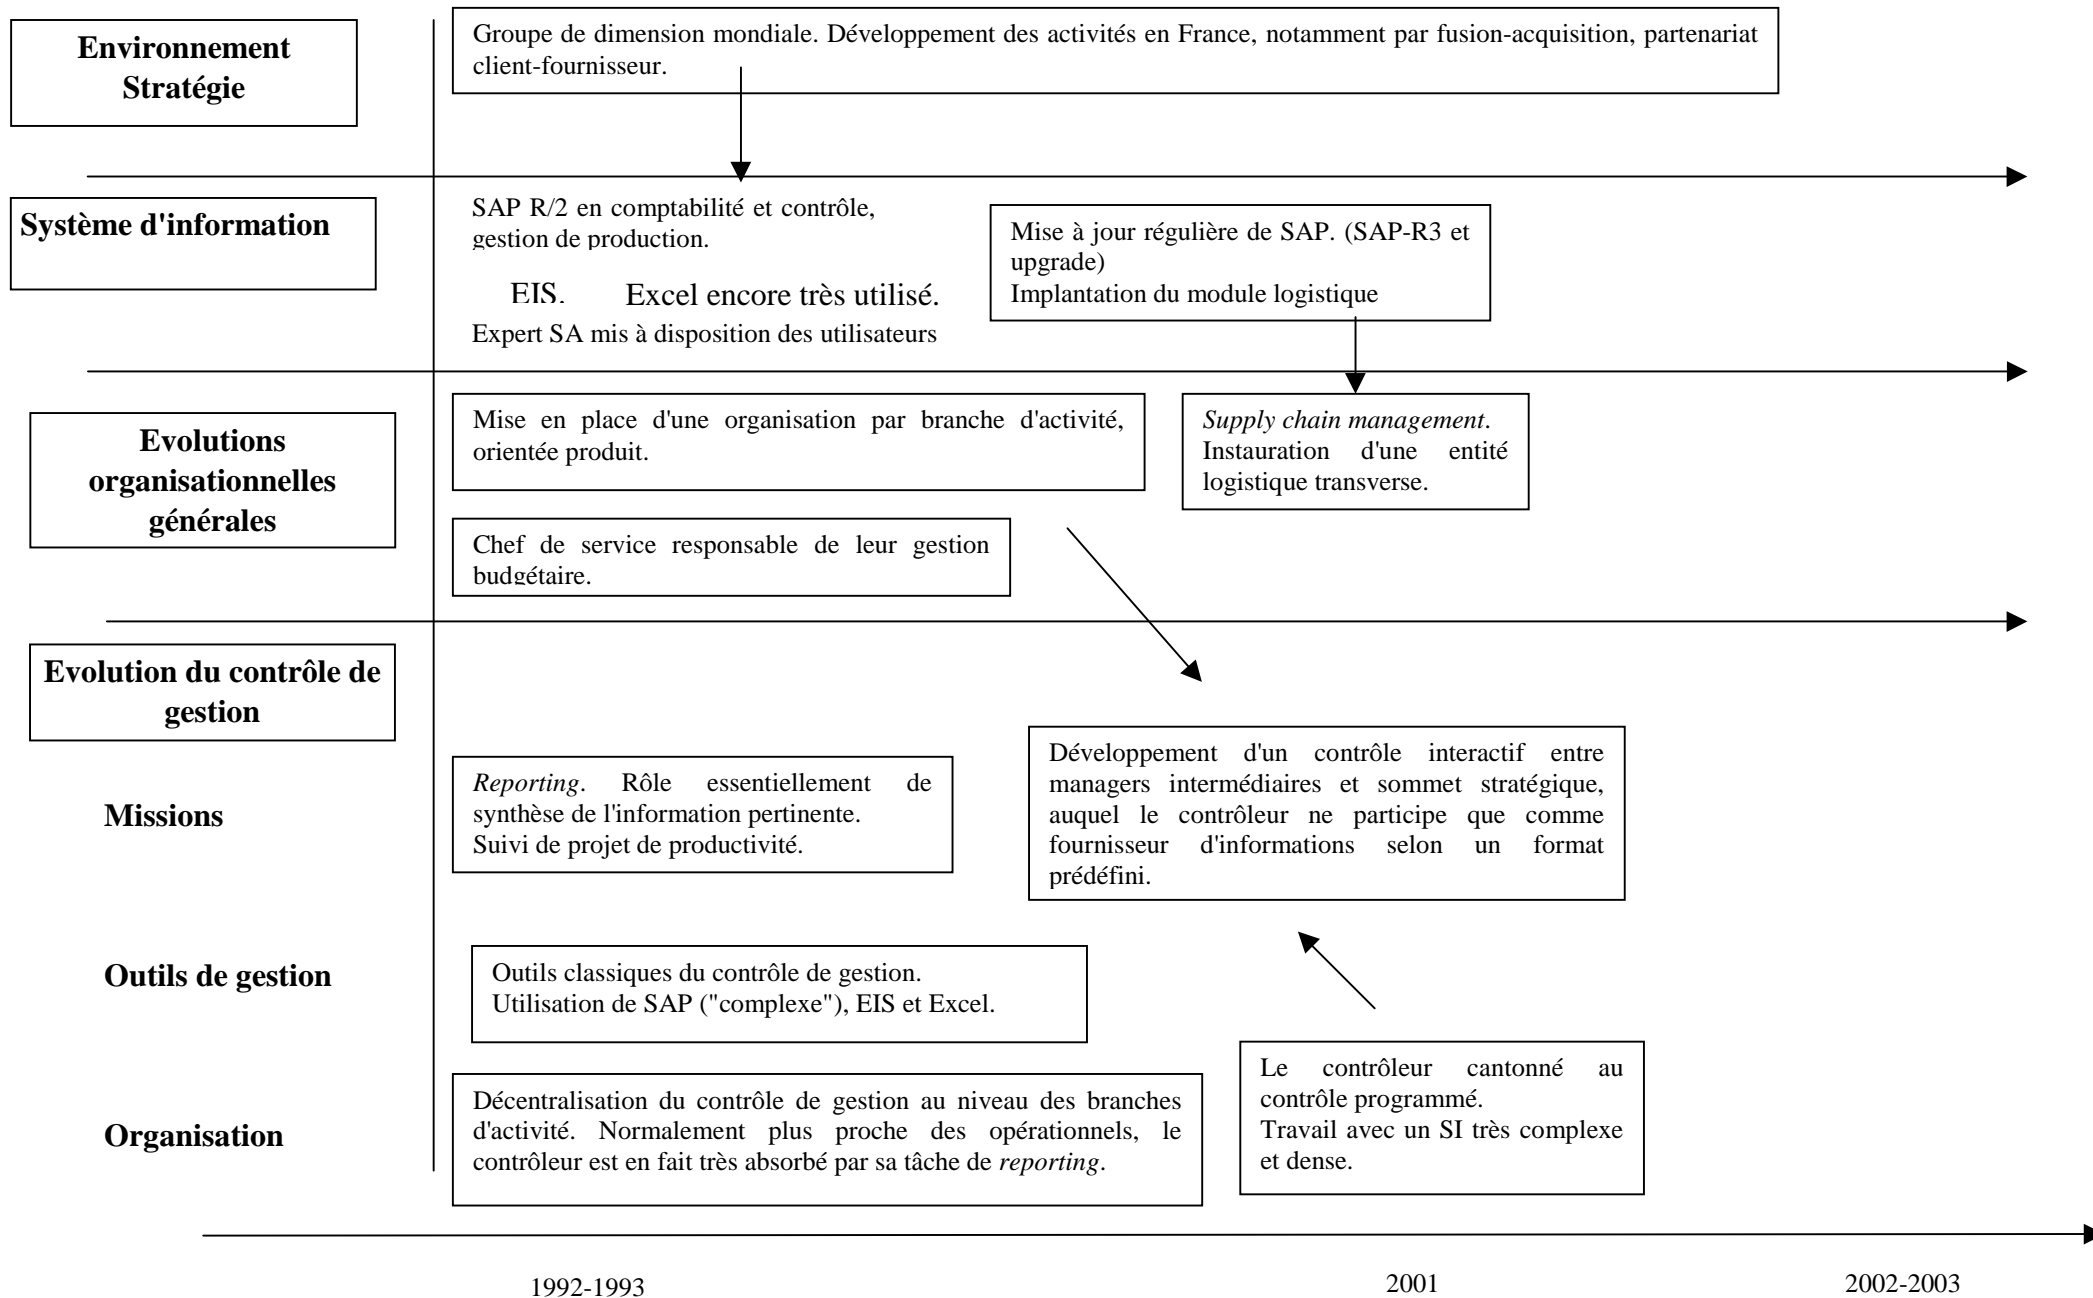 Environnement
Stratégie
Groupe de dimension mondiale. Développement des activités en France, notamment par fusion-acquisition, partenariat
client-fournisseur.
Système d'information
SAP R/2 en comptabilité et contrôle,
gestion de production.
EIS. Excel encore très utilisé.
Expert SA mis à disposition des utilisateurs
Mise à jour régulière de SAP. (SAP-R3 et
upgrade)
Implantation du module logistique
Evolutions
organisationnelles
générales
Mise en place d'une organisation par branche d'activité,
orientée produit.
Supply chain management.
Instauration d'une entité
logistique transverse.
Chef de service responsable de leur gestion
budgétaire.
Evolution du contrôle de
gestion
Missions
Reporting. Rôle essentiellement de
synthèse de l'information pertinente.
Suivi de projet de productivité.
Développement d'un contrôle interactif entre
managers intermédiaires et sommet stratégique,
auquel le contrôleur ne participe que comme
fournisseur d'informations selon un format
prédéfini.
Outils de gestion
Outils classiques du contrôle de gestion.
Utilisation de SAP ("complexe"), EIS et Excel.
Organisation
Décentralisation du contrôle de gestion au niveau des branches
d'activité. Normalement plus proche des opérationnels, le
contrôleur est en fait très absorbé par sa tâche de reporting.
Le contrôleur cantonné au
contrôle programmé.
Travail avec un SI très complexe
et dense.
1992-1993
2001
2002-2003